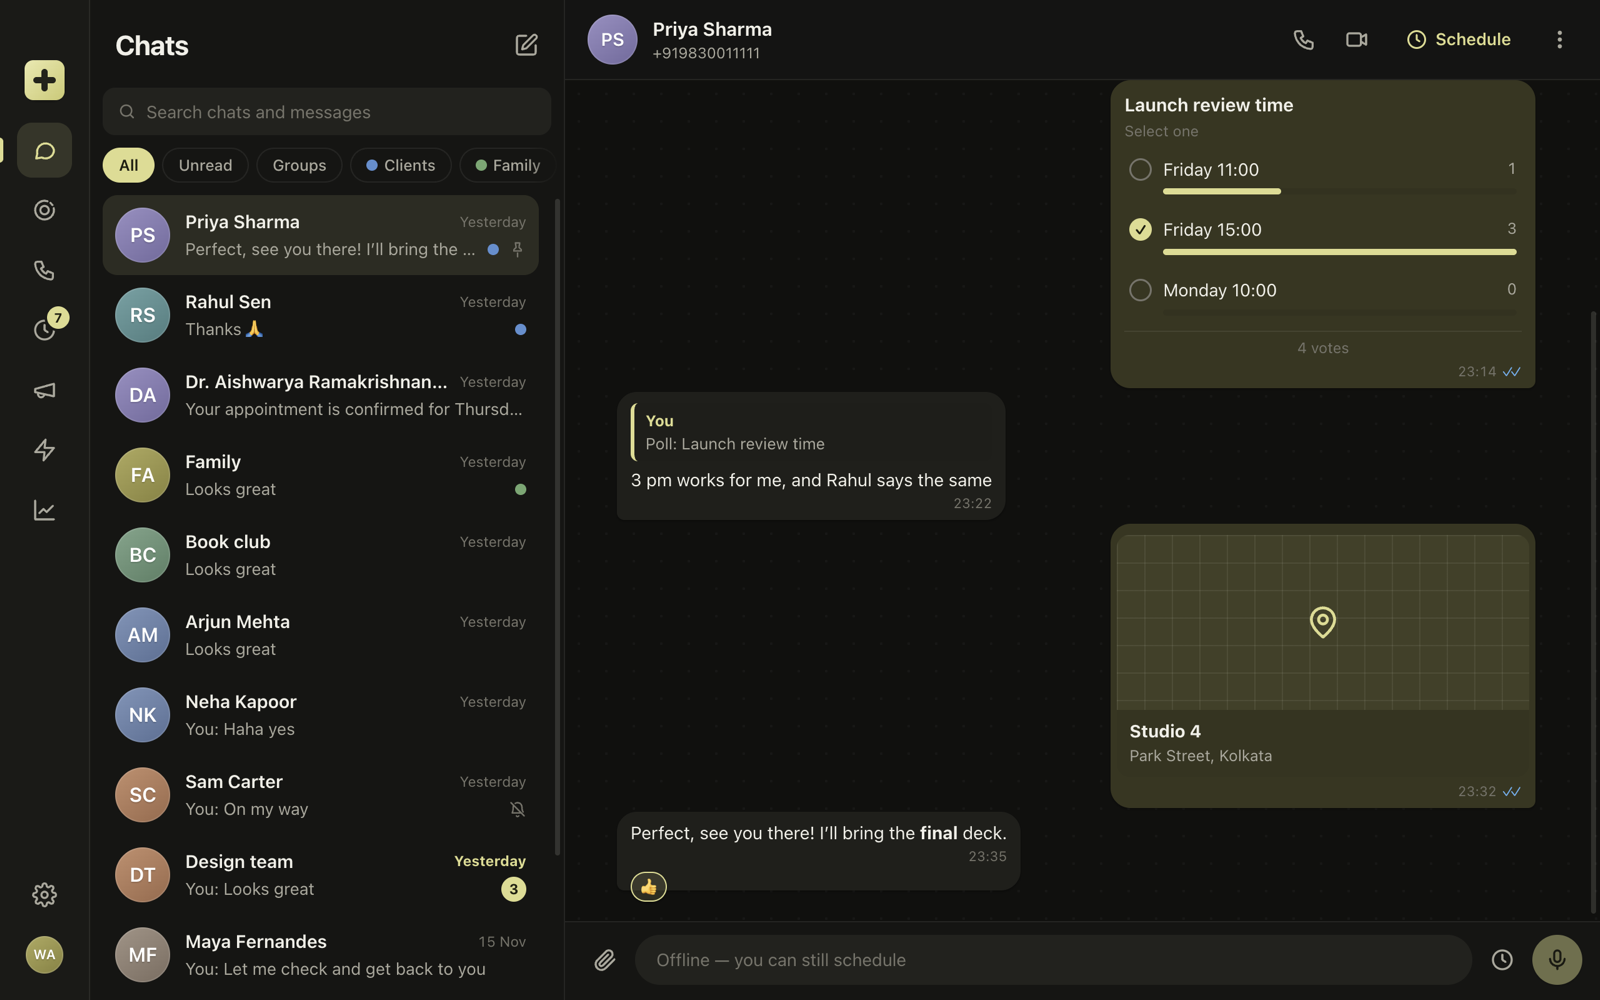 Chats
Search chats and messages
All
Unread
Groups
Clients
Family
7
PS
Priya Sharma
Yesterday
Perfect, see you there! I’ll bring the ...
RS
Rahul Sen
Yesterday
Thanks 🙏
DA
Dr. Aishwarya Ramakrishnan...
Yesterday
Your appointment is confirmed for Thursd...
FA
Family
Yesterday
Looks great
BC
Book club
Yesterday
Looks great
AM
Arjun Mehta
Yesterday
Looks great
NK
Neha Kapoor
Yesterday
You: Haha yes
SC
Sam Carter
Yesterday
You: On my way
DT
Design team
Yesterday
You: Looks great
3
MF
Maya Fernandes
15 Nov
You: Let me check and get back to you
WA
PS
Priya Sharma
+919830011111
Schedule
Launch review time
Select one
Friday 11:00
1
Friday 15:00
3
Monday 10:00
0
4 votes
23:14
You
Poll: Launch review time
3 pm works for me, and Rahul says the same
23:22
Studio 4
Park Street, Kolkata
23:32
Perfect, see you there! I’ll bring the final deck.
23:35
👍
Offline — you can still schedule